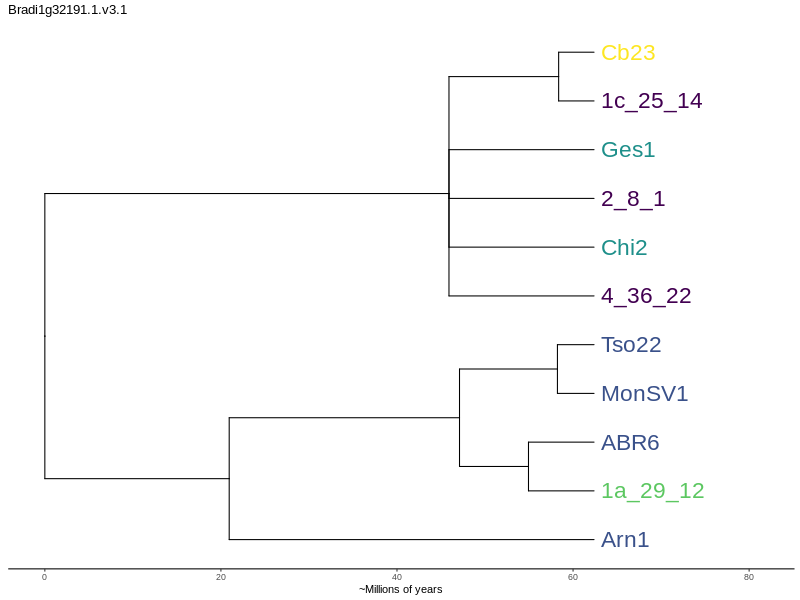 Bradi1g32191.1.v3.1
Cb23
1c_25_14
Ges1
2_8_1
Chi2
4_36_22
Tso22
MonSV1
ABR6
1a_29_12
Arn1
0 20 40 60 80
~Millions of years